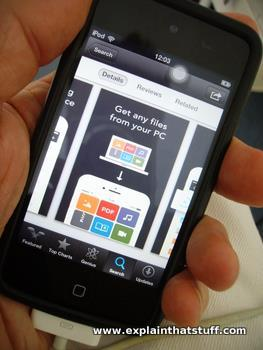 iPod
12:03
Search
Details
Reviews
Related
Get any files
from your PC
PDF
PDF
Featured
Top Charts
Genius
Search
Updates
www.explainthatstuff.com